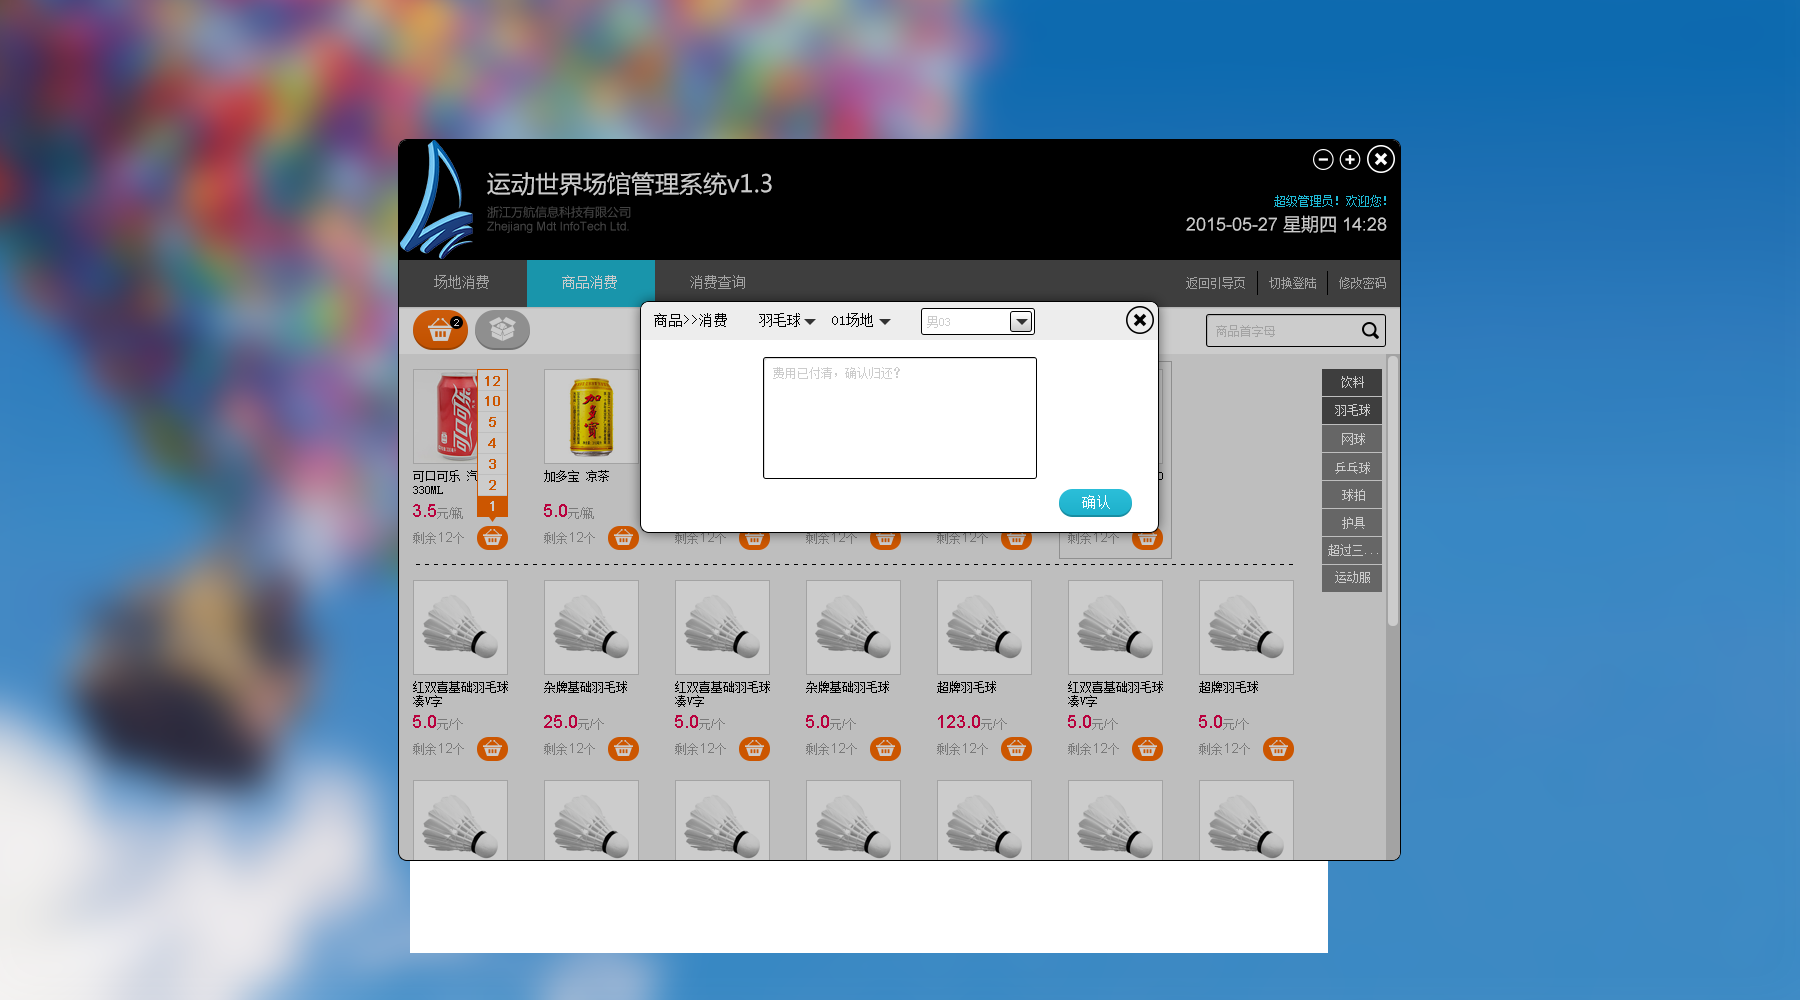 运动世界场馆管理系统v1.3
浙江万航信息科技有限公司
Zhejiang Mdt InfoTech Ltd.
超级管理员！欢迎您！
2015-05-27 星期四 14:28
场地消费 商品消费 消费查询 返回引导页 切换登陆 修改密码
2
商品>>消费 羽毛球 01场地 男03
商品首字母
费用已付清，确认归还？
确认
12
10
5
4
3
2
1
可口可乐 汽
330ML
3.5元/瓶
剩余12个
加多宝 凉茶
5.0元/瓶
剩余12个
剩余12个
剩余12个
剩余12个
剩余12个
饮料
羽毛球
网球
乒乓球
球拍
护具
超过三...
运动服
红双喜基础羽毛球
凑V字
5.0元/个
剩余12个
杂牌基础羽毛球
25.0元/个
剩余12个
红双喜基础羽毛球
凑V字
5.0元/个
剩余12个
杂牌基础羽毛球
5.0元/个
剩余12个
超牌羽毛球
123.0元/个
剩余12个
红双喜基础羽毛球
凑V字
5.0元/个
剩余12个
超牌羽毛球
5.0元/个
剩余12个